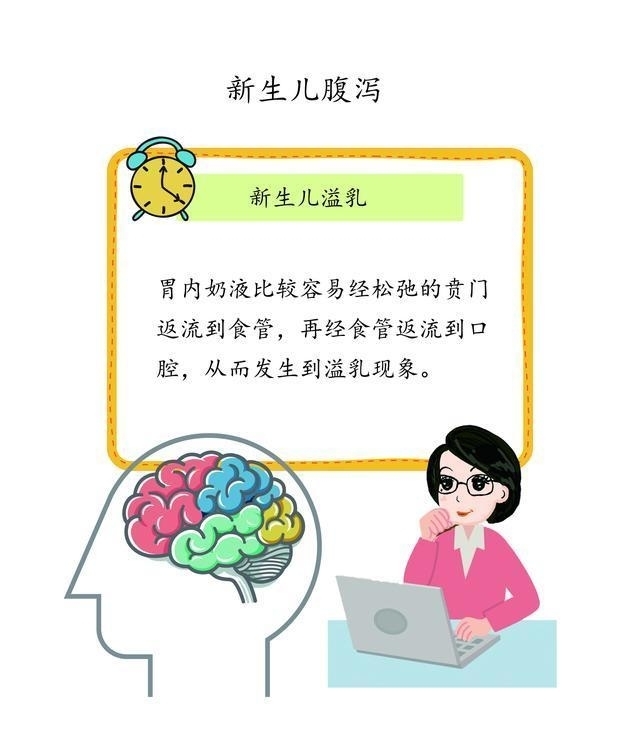 新生儿腹泻
新生儿溢乳
胃内奶液比较容易经松弛的贲门
返流到食管，再经食管返流到口
腔，从而发生到溢乳现象。